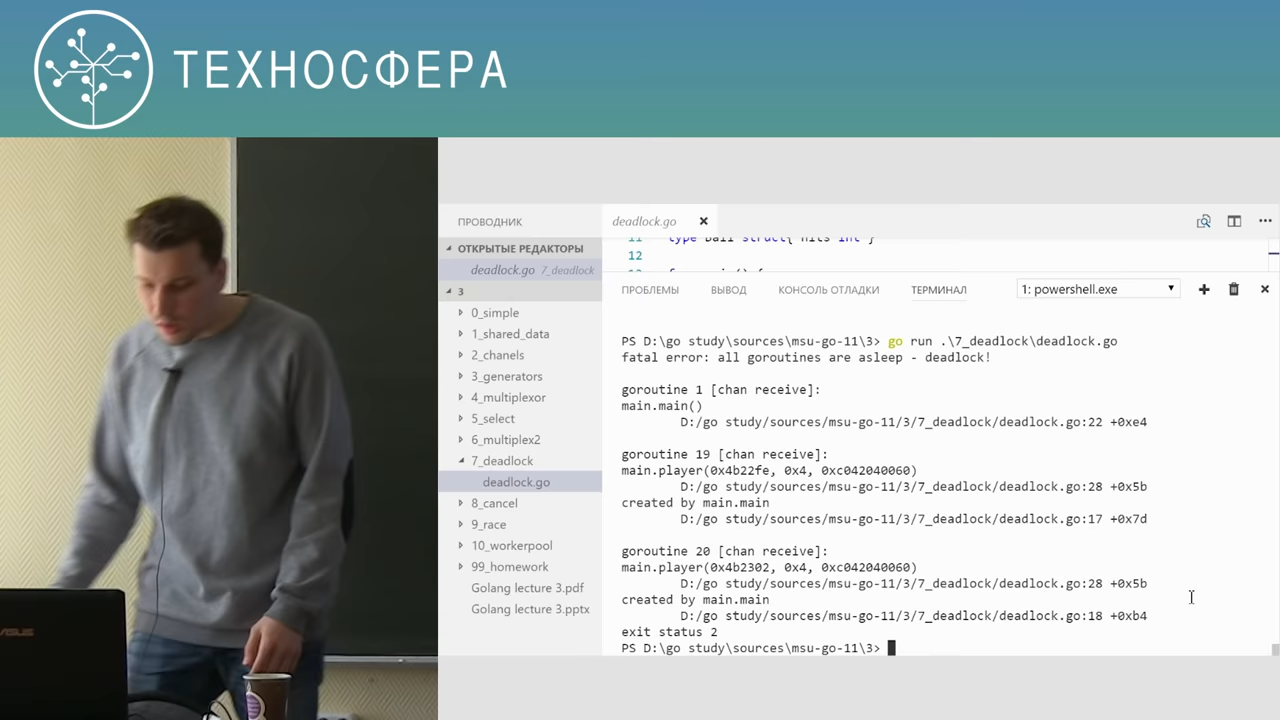 ТЕХНОСФЕРА
ПРОВОДНИК
ОТКРЫТЫЕ РЕДАКТОРЫ
deadlock.go 7_deadlock
3
0_simple
1_shared_data
2_chanels
3_generators
4_multiplexor
5_select
6_multiplex2
7_deadlock
deadlock.go
8_cancel
9_race
10_workerpool
99_homework
Golang lecture 3.pdf
Golang lecture 3.pptx
deadlock.go
11 type Ball struct{ hits int }
12
ПРОБЛЕМЫ ВЫВОД КОНСОЛЬ ОТЛАДКИ ТЕРМИНАЛ 1: powershell.exe
PS D:\go study\sources\msu-go-11\3> go run .\7_deadlock\deadlock.go
fatal error: all goroutines are asleep - deadlock!
goroutine 1 [chan receive]:
main.main()
D:/go study/sources/msu-go-11/3/7_deadlock/deadlock.go:22 +0xe4
goroutine 19 [chan receive]:
main.player(0x4b22fe, 0x4, 0xc042040060)
D:/go study/sources/msu-go-11/3/7_deadlock/deadlock.go:28 +0x5b
created by main.main
D:/go study/sources/msu-go-11/3/7_deadlock/deadlock.go:17 +0x7d
goroutine 20 [chan receive]:
main.player(0x4b2302, 0x4, 0xc042040060)
D:/go study/sources/msu-go-11/3/7_deadlock/deadlock.go:28 +0x5b
created by main.main
D:/go study/sources/msu-go-11/3/7_deadlock/deadlock.go:18 +0xb4
exit status 2
PS D:\go study\sources\msu-go-11\3>